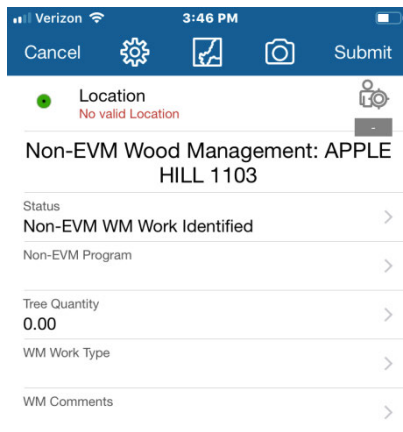 Verizon 3:46 PM
Cancel Submit
Location
No valid Location
-
Non-EVM Wood Management: APPLE
HILL 1103
Status
Non-EVM WM Work Identified
Non-EVM Program
Tree Quantity
0.00
WM Work Type
WM Comments